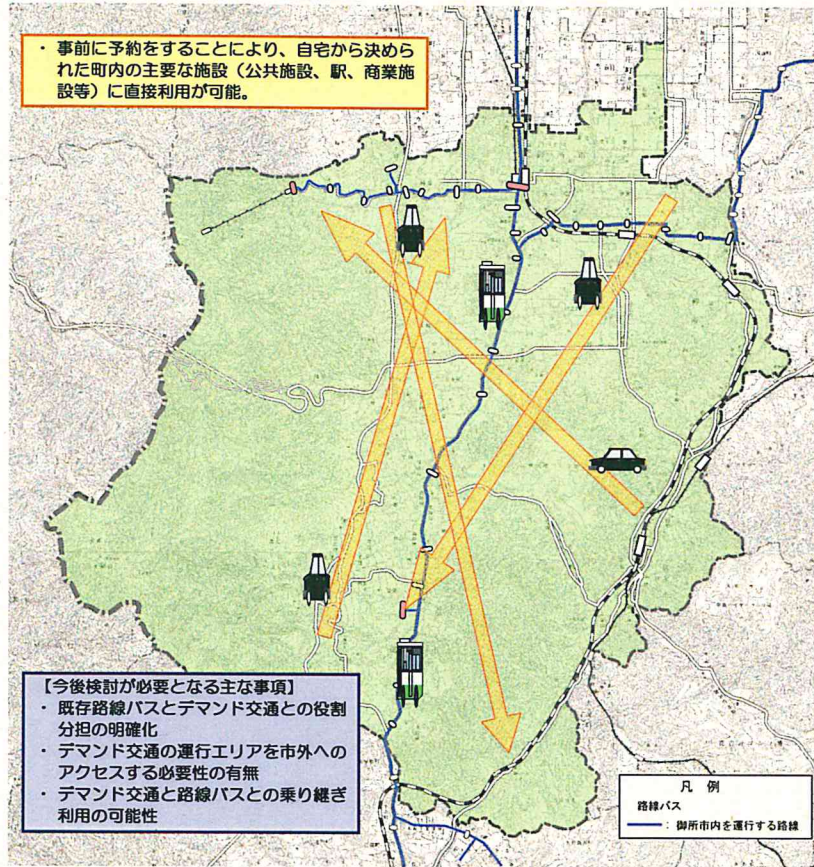 ・ 事前に予約をすることにより、自宅から決めら
れた町内の主要な施設（公共施設、駅、商業施
設等）に直接利用が可能。
【今後検討が必要となる主な事項】
・ 既存路線バスとデマンド交通との役割
分担の明確化
・ デマンド交通の運行エリアを市外への
アクセスする必要性の有無
・ デマンド交通と路線バスとの乗り継ぎ
利用の可能性
凡 例
路線バス
：御所市内を運行する路線